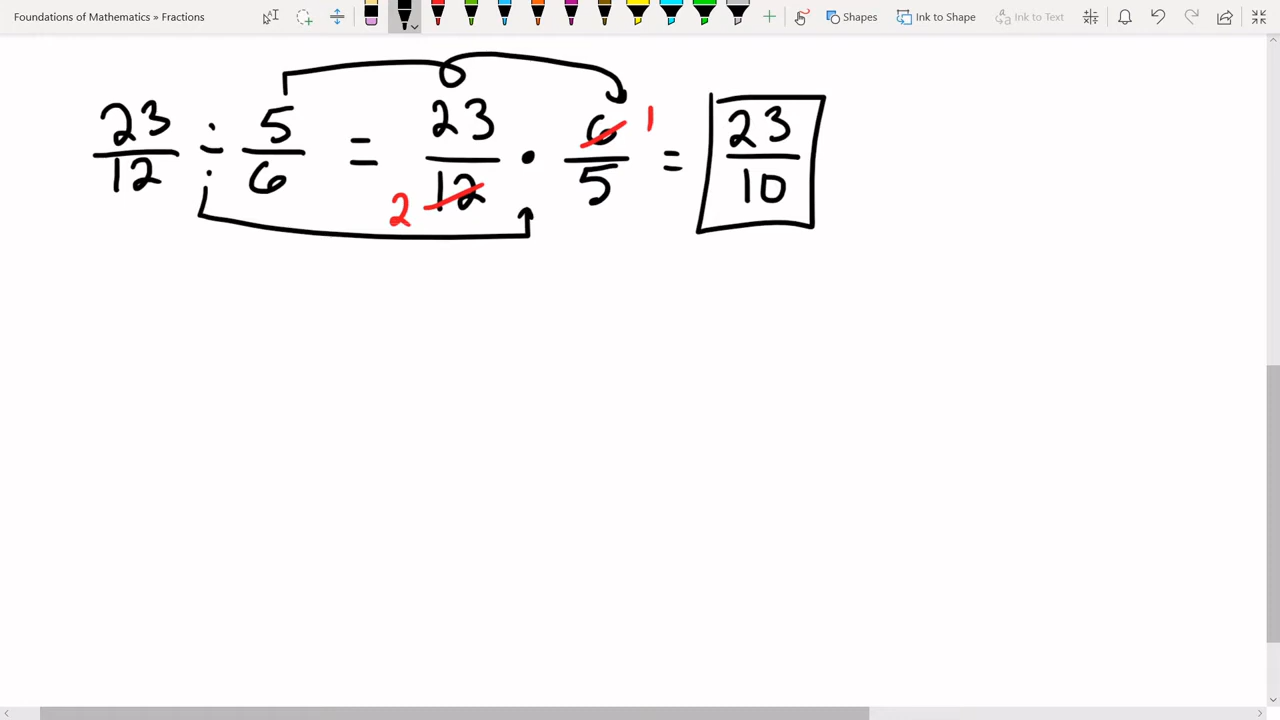 Foundations of Mathematics » Fractions
Shapes Ink to Shape Ink to Text
23/12 ÷ 5/6 = 23/12 · 6/5 = 23/10
2 1